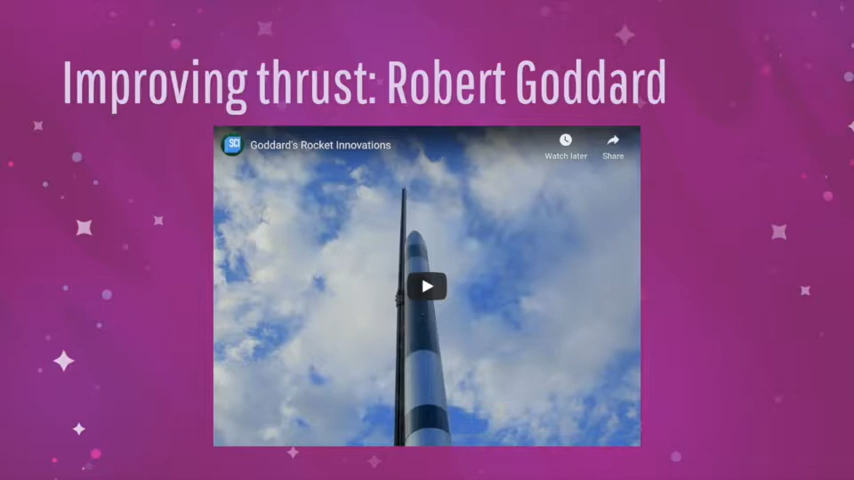 Improving thrust: Robert Goddard
SCI
Goddard's Rocket Innovations
Watch later
Share